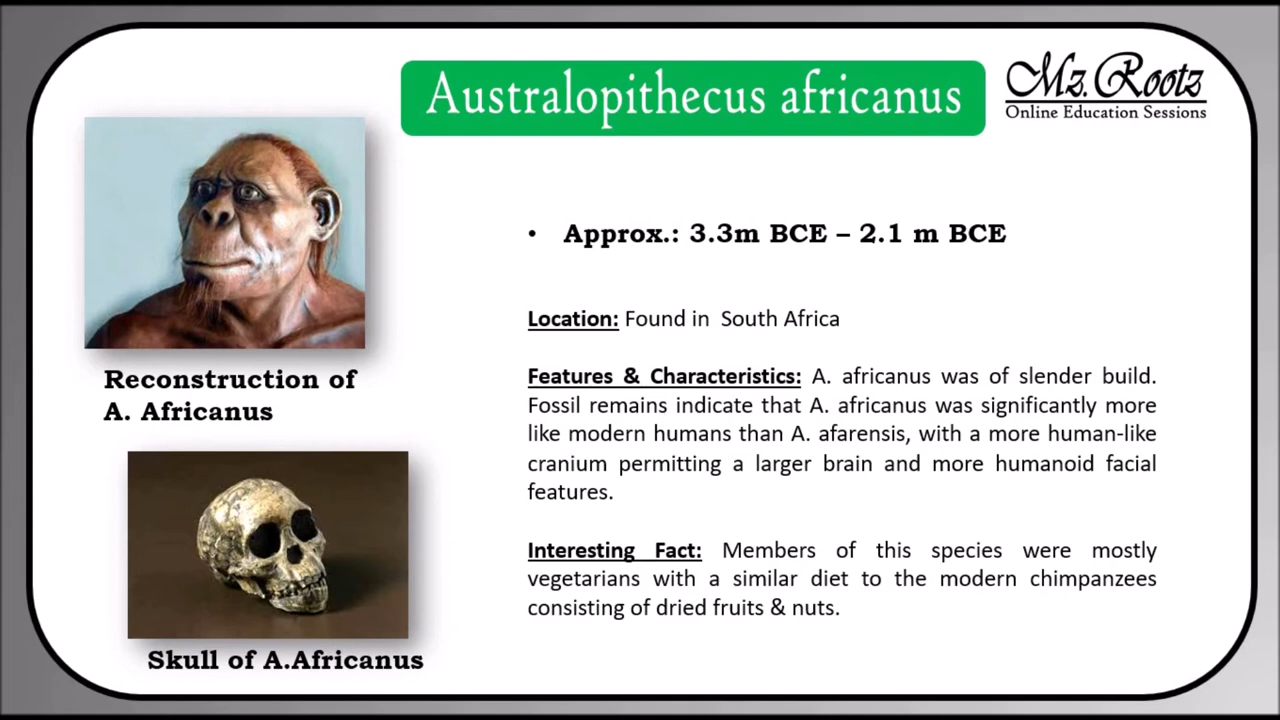 Australopithecus africanus
Mz. Rootz
Online Education Sessions
• Approx.: 3.3m BCE – 2.1 m BCE
Location: Found in South Africa
Features & Characteristics: A. africanus was of slender build.
Fossil remains indicate that A. africanus was significantly more
like modern humans than A. afarensis, with a more human-like
cranium permitting a larger brain and more humanoid facial
features.
Interesting Fact: Members of this species were mostly
vegetarians with a similar diet to the modern chimpanzees
consisting of dried fruits & nuts.
Reconstruction of
A. Africanus
Skull of A.Africanus